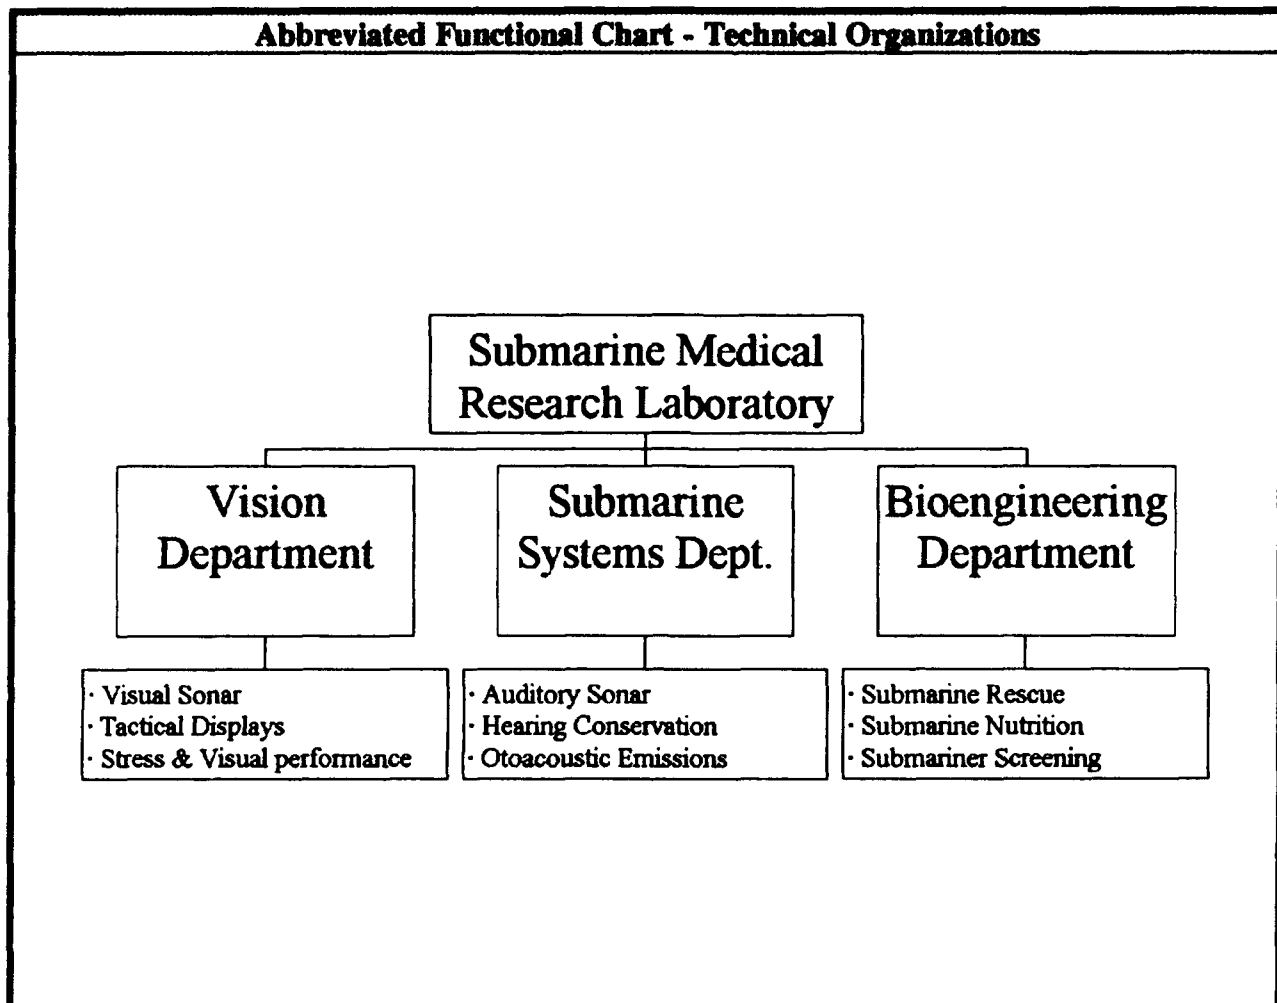 Abbreviated Functional Chart - Technical Organizations
Submarine Medical
Research Laboratory
Vision
Department
Submarine
Systems Dept.
Bioengineering
Department
· Visual Sonar
· Tactical Displays
· Stress & Visual performance
· Auditory Sonar
· Hearing Conservation
· Otoacoustic Emissions
· Submarine Rescue
· Submarine Nutrition
· Submariner Screening